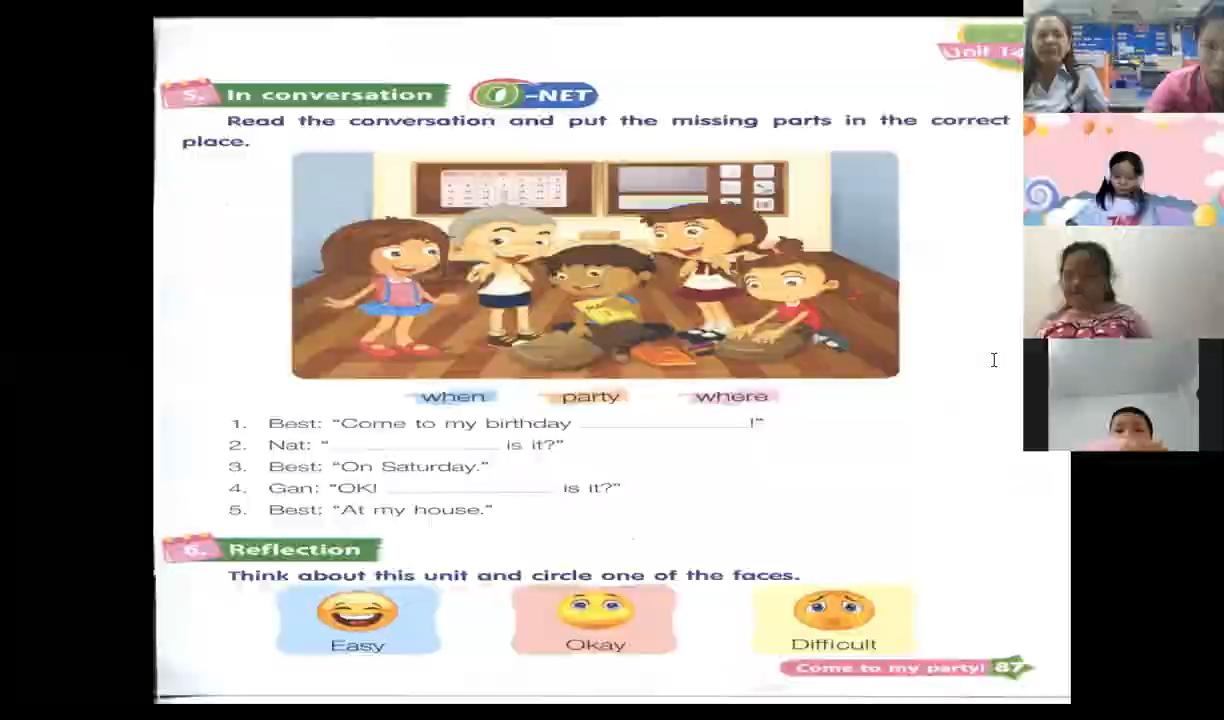 Unit 14
5. In conversation O-NET
Read the conversation and put the missing parts in the correct
place.
when party where
1. Best: "Come to my birthday ____________!"
2. Nat: "____________ is it?"
3. Best: "On Saturday."
4. Gan: "OK! ____________ is it?"
5. Best: "At my house."
6. Reflection
Think about this unit and circle one of the faces.
Easy Okay Difficult
Come to my party! 87